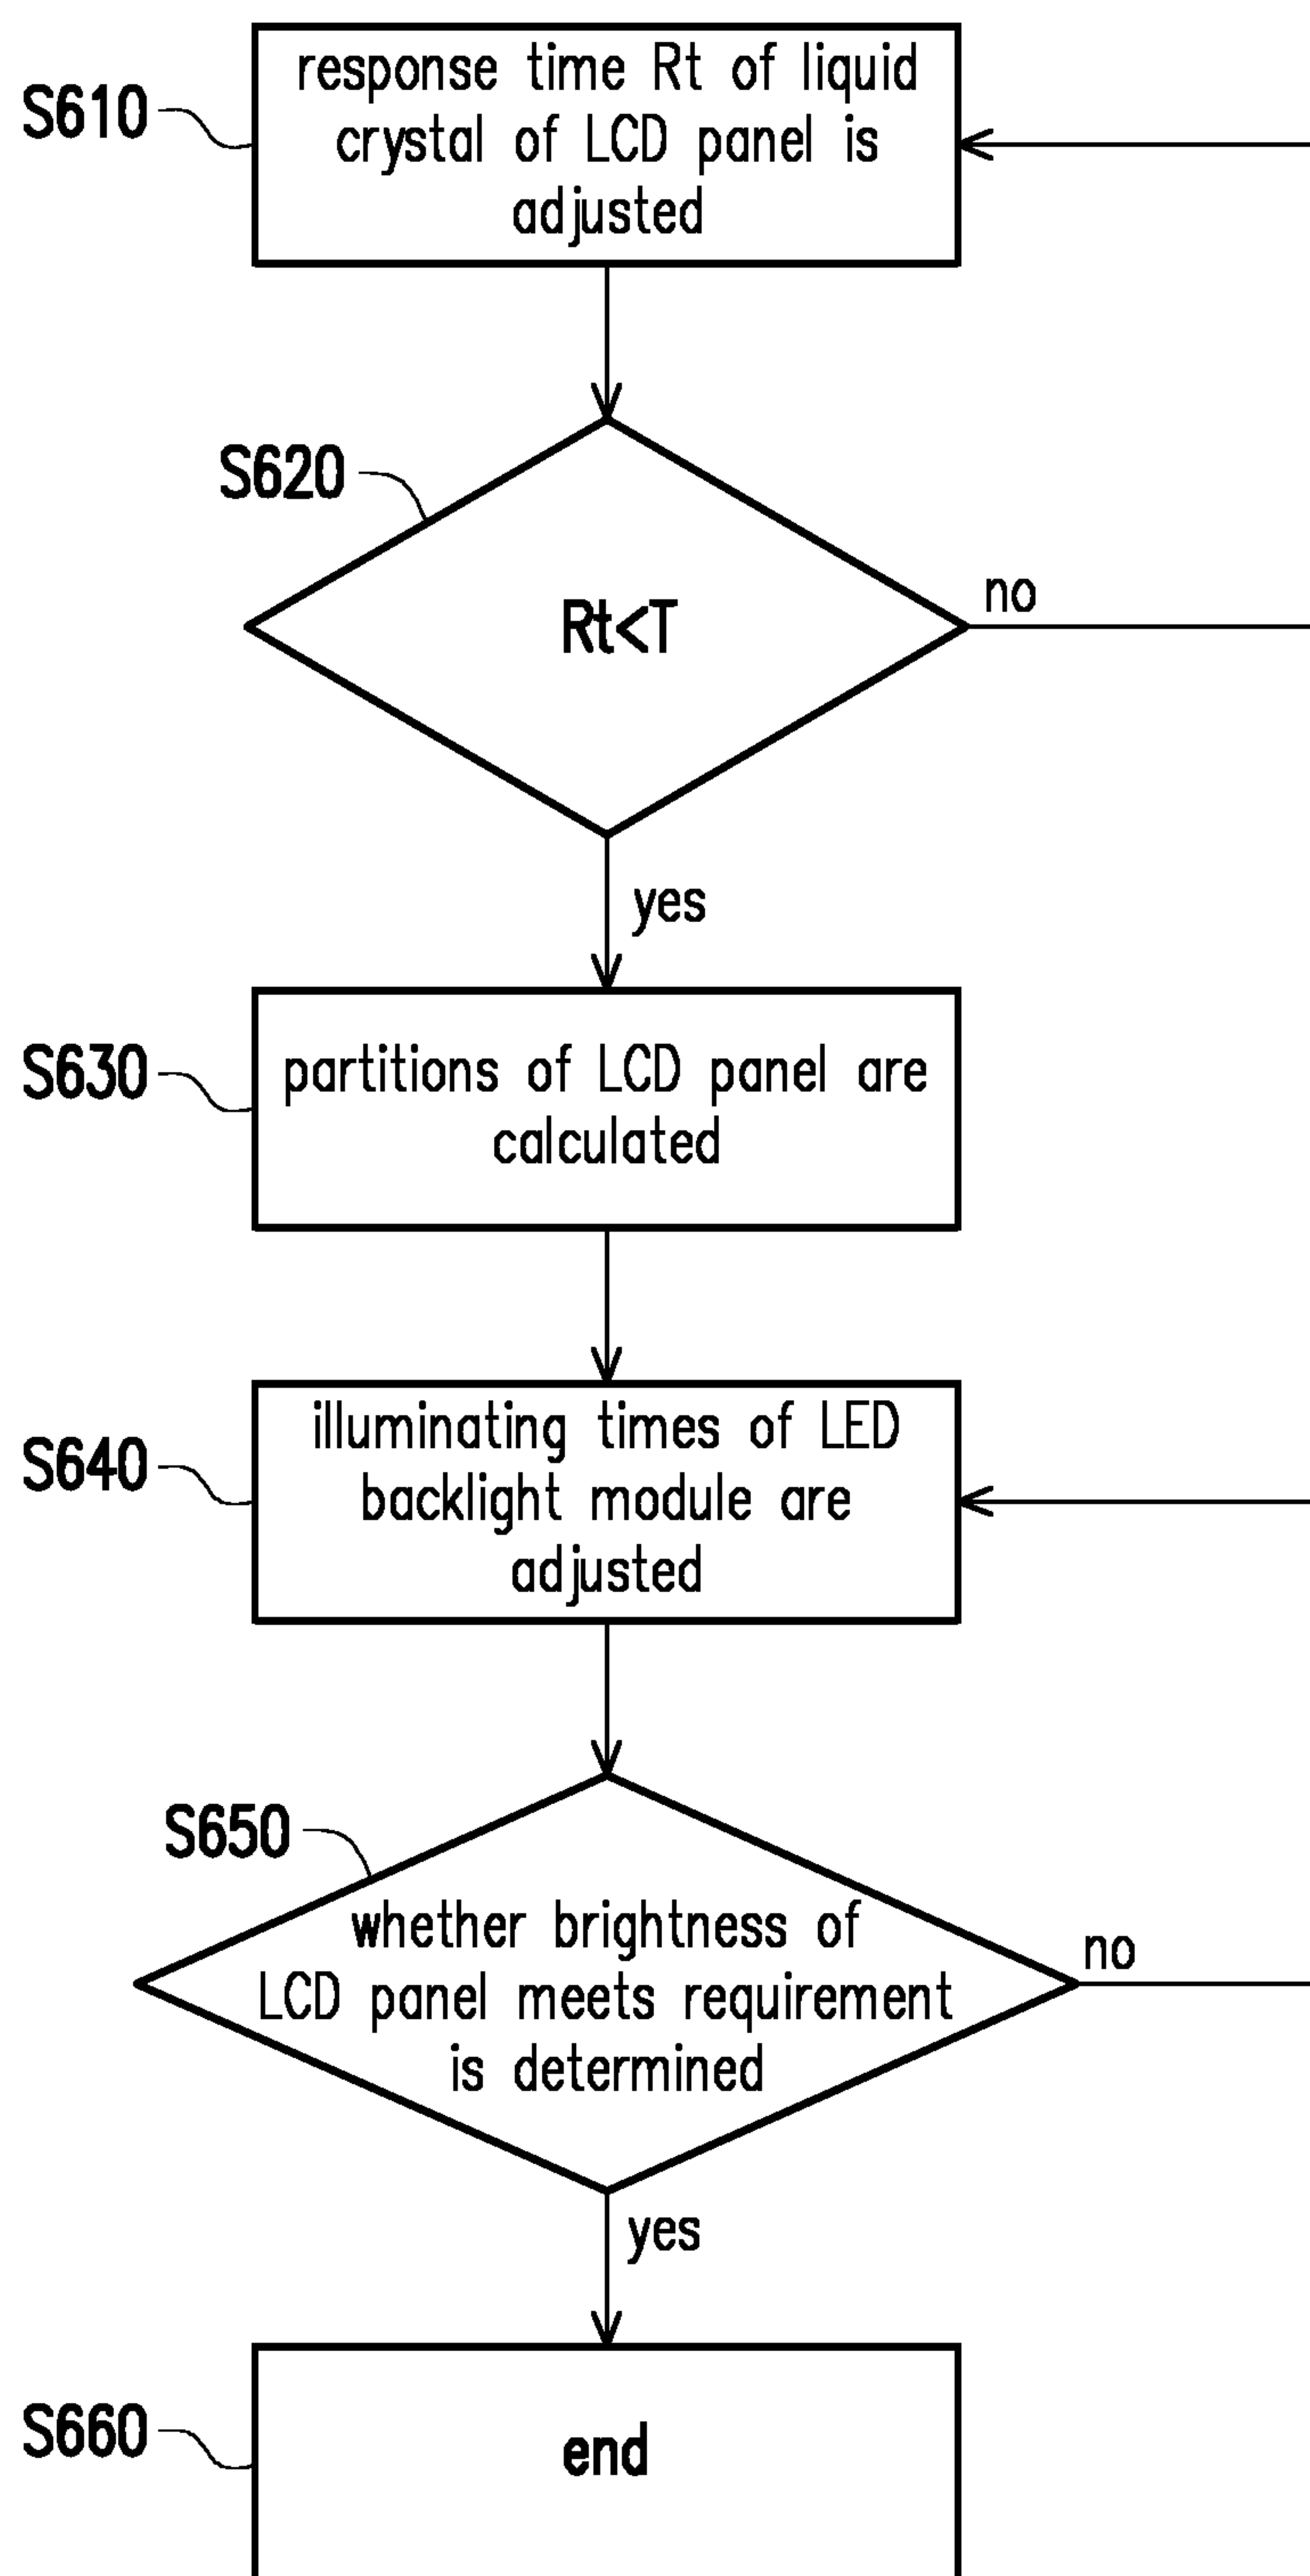 S610
response time Rt of liquid
crystal of LCD panel is
adjusted
S620
Rt<T
no
yes
S630
partitions of LCD panel are
calculated
S640
illuminating times of LED
backlight module are
adjusted
S650
whether brightness of
LCD panel meets requirement
is determined
no
yes
S660
end